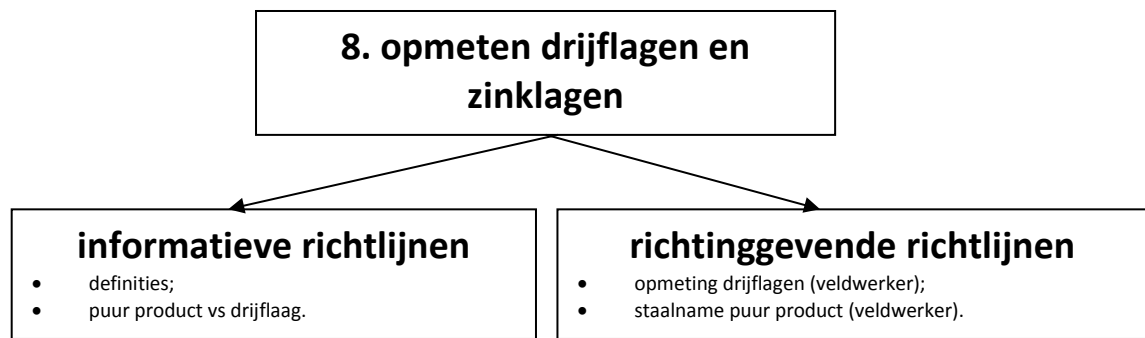 8. opmeten drijflagen en
zinklagen
informatieve richtlijnen
• definities;
• puur product vs drijflaag.
richtinggevende richtlijnen
• opmeting drijflagen (veldwerker);
• staalname puur product (veldwerker).